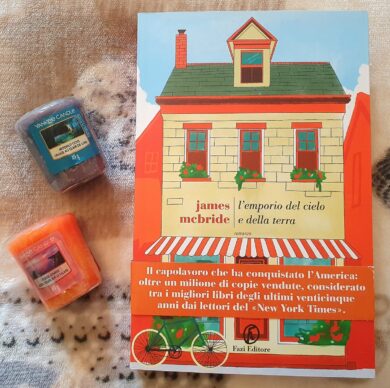 YANKEE CANDLE
james
mcbride
l'emporio del cielo
e della terra
romanzo
Il capolavoro che ha conquistato l'America:
oltre un milione di copie vendute, considerato
tra i migliori libri degli ultimi venticinque
anni dai lettori del «New York Times».
Fazi Editore